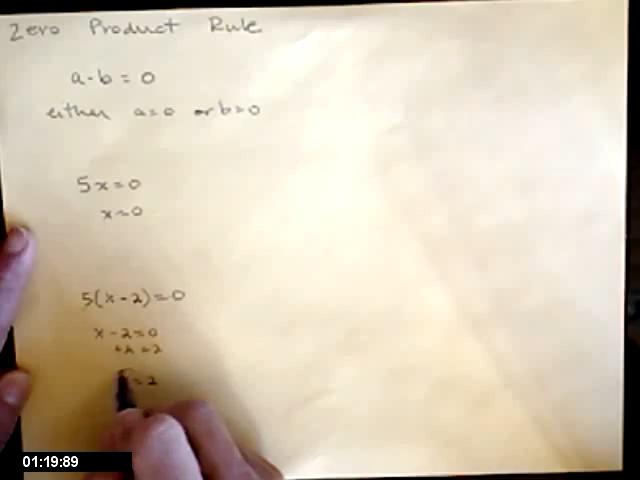 Zero Product Rule
a·b = 0
either a=0 or b=0
5x=0
x=0
5(x-2)=0
x-2=0
+2 =2
=2
01:19:89